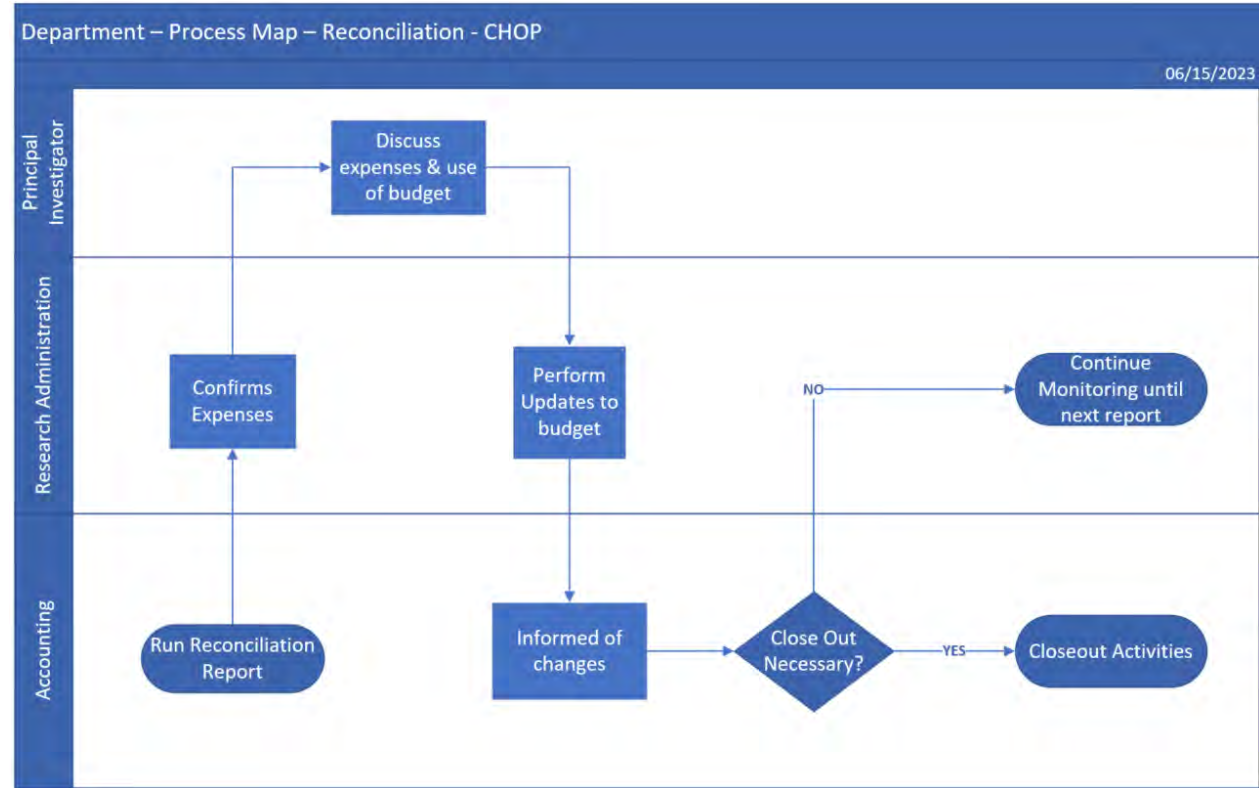 Department – Process Map – Reconciliation - CHOP
06/15/2023
Principal
Investigator
Discuss
expenses & use
of budget
Research Administration
Confirms
Expenses
Perform
Updates to
budget
NO
Continue
Monitoring until
next report
Accounting
Run Reconciliation
Report
Informed of
changes
Close Out
Necessary?
YES
Closeout Activities